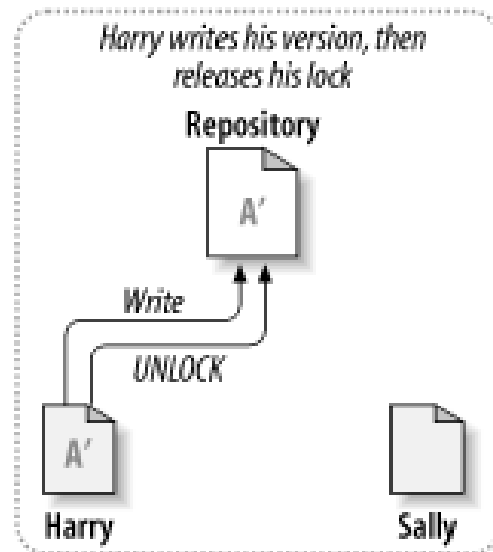 Harry writes his version, then
releases his lock
Repository
A′
Write
UNLOCK
A′
Harry
Sally